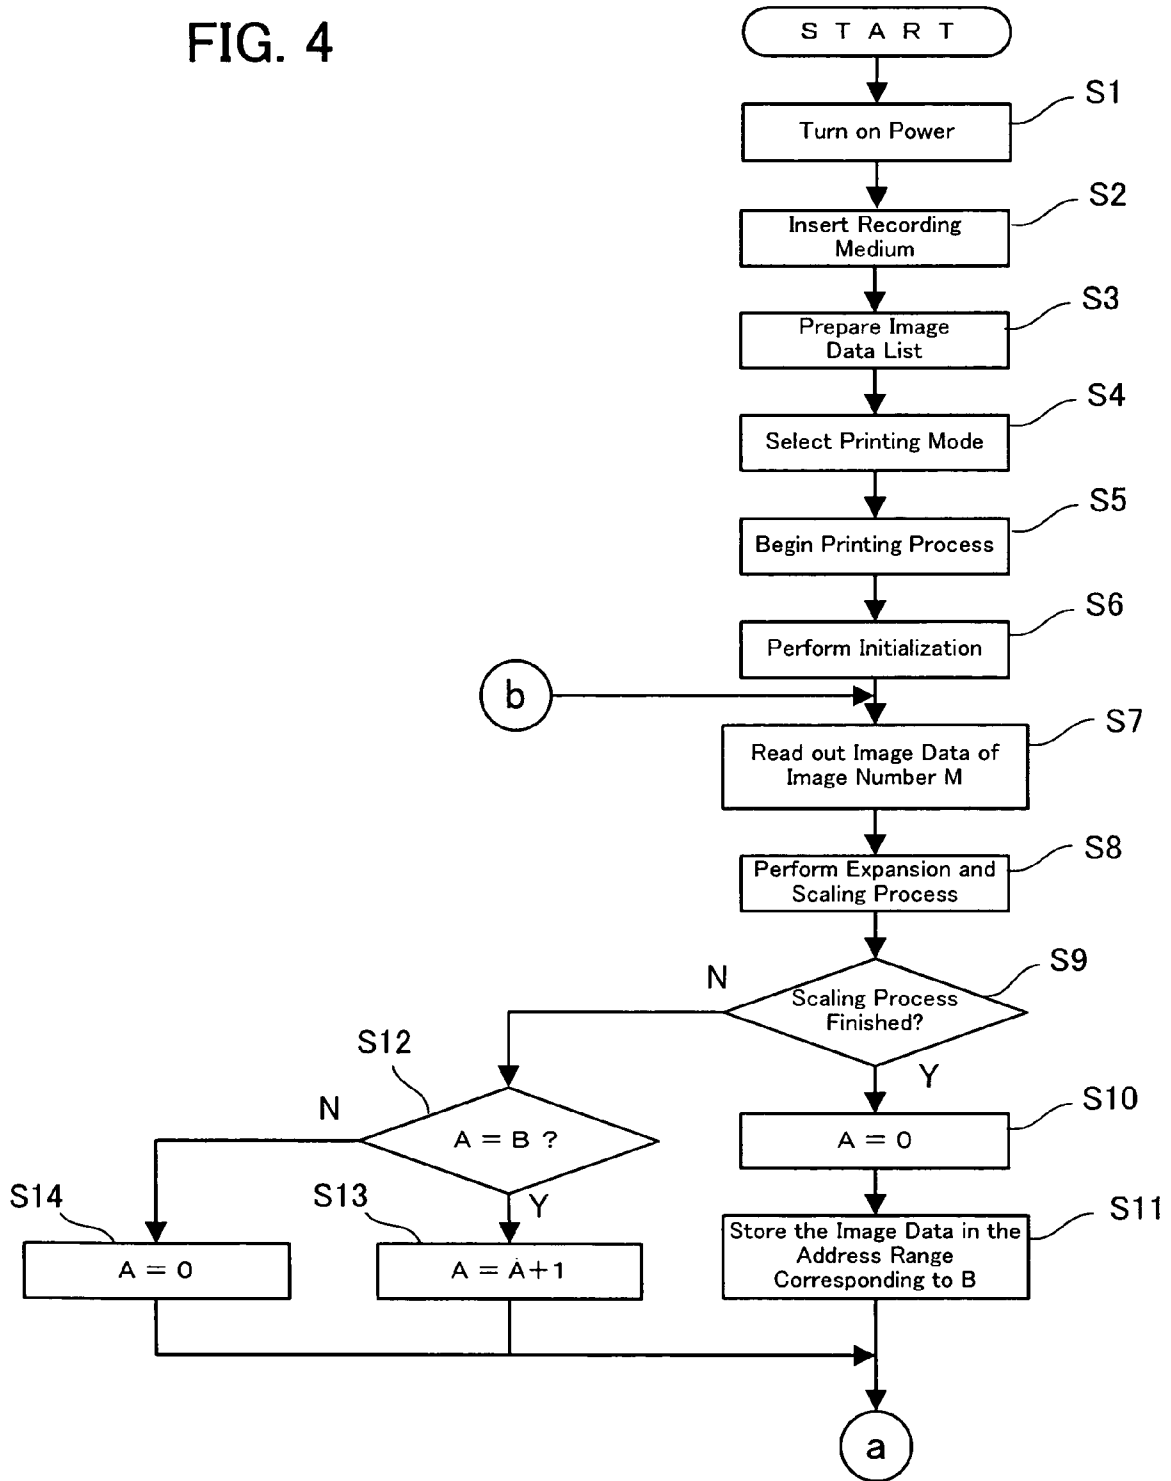 FIG. 4
S T A R T
S1
Turn on Power
S2
Insert Recording
Medium
S3
Prepare Image
Data List
S4
Select Printing Mode
S5
Begin Printing Process
S6
Perform Initialization
b
S7
Read out Image Data of
Image Number M
S8
Perform Expansion and
Scaling Process
S9
N
Scaling Process
Finished?
Y
S12
N
A = B ?
Y
S10
A = 0
S14
A = 0
S13
A = A+1
S11
Store the Image Data in the
Address Range
Corresponding to B
a